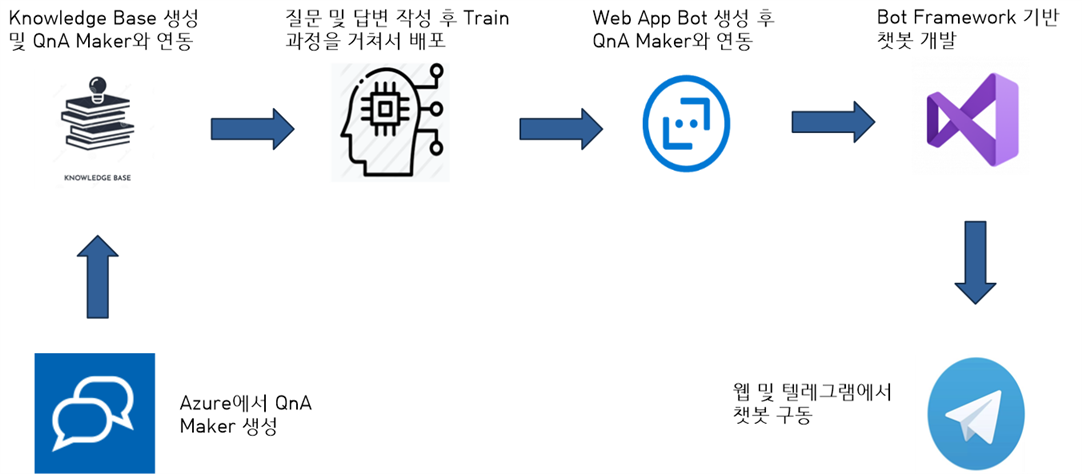 Knowledge Base 생성
및 QnA Maker와 연동
질문 및 답변 작성 후 Train
과정을 거쳐서 배포
Web App Bot 생성 후
QnA Maker와 연동
Bot Framework 기반
챗봇 개발
KNOWLEDGE BASE
Azure에서 QnA
Maker 생성
웹 및 텔레그램에서
챗봇 구동